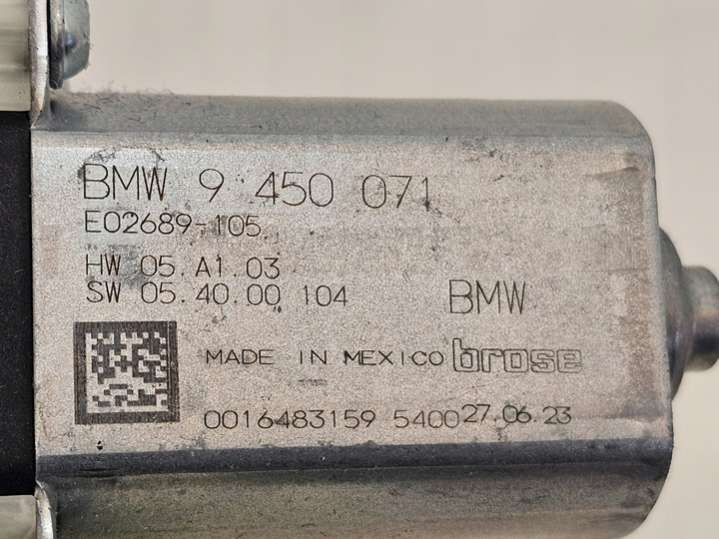 BMW 9 450 071
E02689-105
HW 05.A1.03
SW 05.40.00 104
BMW
MADE IN MEXICO brose
0016483159 5400 27.06.23